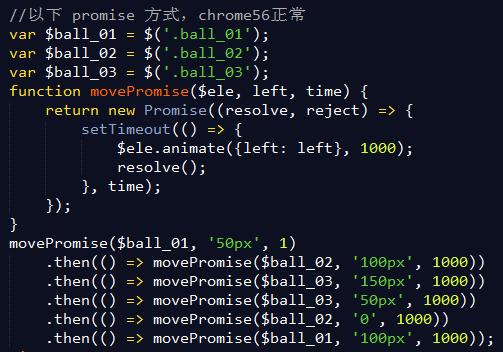 //以下 promise 方式，chrome56正常
var $ball_01 = $('.ball_01');
var $ball_02 = $('.ball_02');
var $ball_03 = $('.ball_03');
function movePromise($ele, left, time) {
    return new Promise((resolve, reject) => {
        setTimeout(() => {
            $ele.animate({left: left}, 1000);
            resolve();
        }, time);
    });
}
movePromise($ball_01, '50px', 1)
    .then(() => movePromise($ball_02, '100px', 1000))
    .then(() => movePromise($ball_03, '150px', 1000))
    .then(() => movePromise($ball_03, '50px', 1000))
    .then(() => movePromise($ball_02, '0', 1000))
    .then(() => movePromise($ball_01, '100px', 1000));